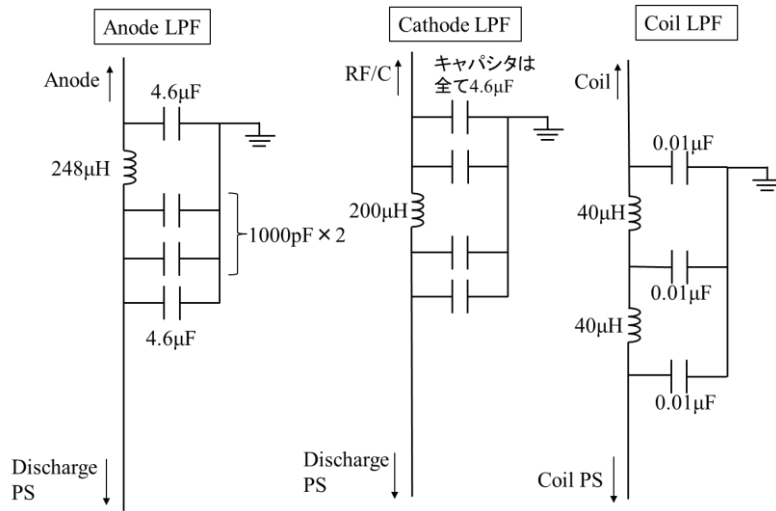 Anode LPF
Anode
4.6μF
248μH
1000pF×2
4.6μF
Discharge
PS
Cathode LPF
RF/C
キャパシタは
全て4.6μF
200μH
Discharge
PS
Coil LPF
Coil
0.01μF
40μH
0.01μF
40μH
0.01μF
Coil PS